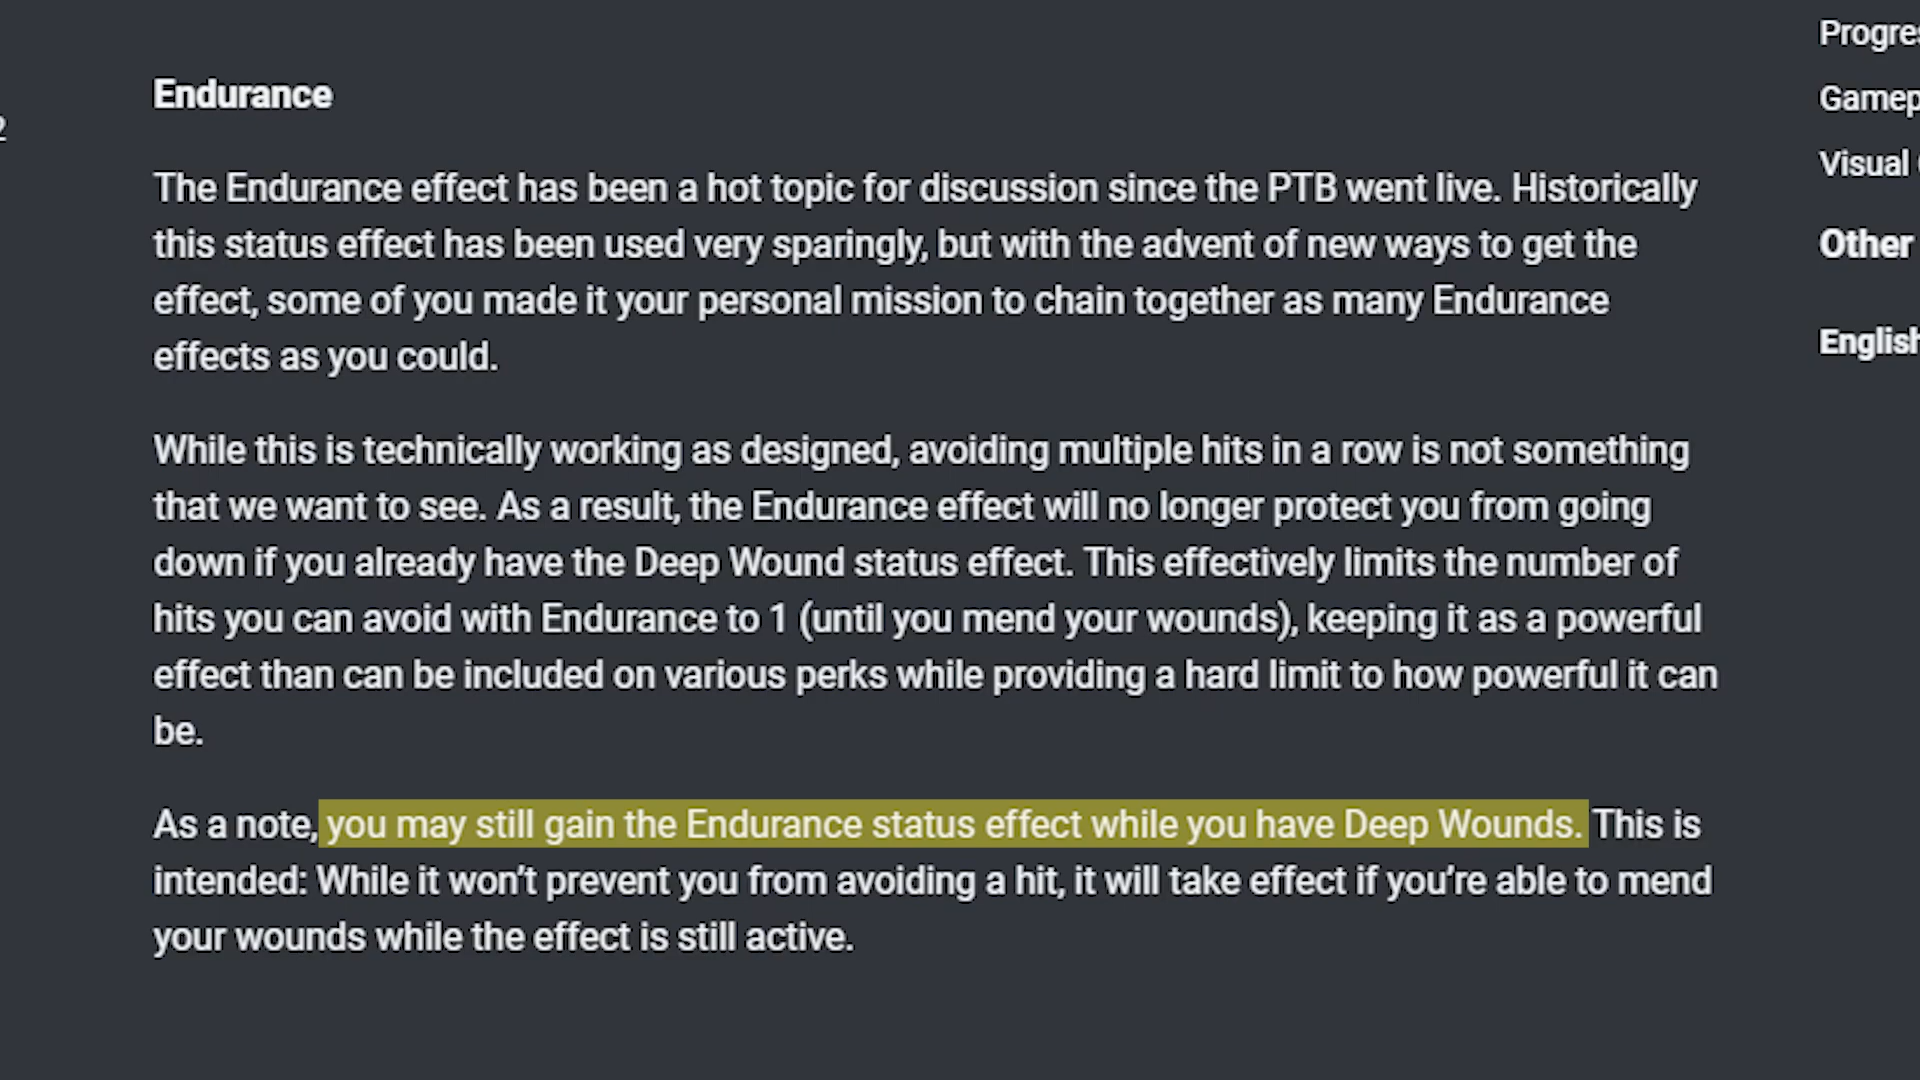 Endurance
The Endurance effect has been a hot topic for discussion since the PTB went live. Historically
this status effect has been used very sparingly, but with the advent of new ways to get the
effect, some of you made it your personal mission to chain together as many Endurance
effects as you could.
While this is technically working as designed, avoiding multiple hits in a row is not something
that we want to see. As a result, the Endurance effect will no longer protect you from going
down if you already have the Deep Wound status effect. This effectively limits the number of
hits you can avoid with Endurance to 1 (until you mend your wounds), keeping it as a powerful
effect than can be included on various perks while providing a hard limit to how powerful it can
be.
As a note, you may still gain the Endurance status effect while you have Deep Wounds. This is
intended: While it won’t prevent you from avoiding a hit, it will take effect if you’re able to mend
your wounds while the effect is still active.
2
Progres
Gamep
Visual
Other
English